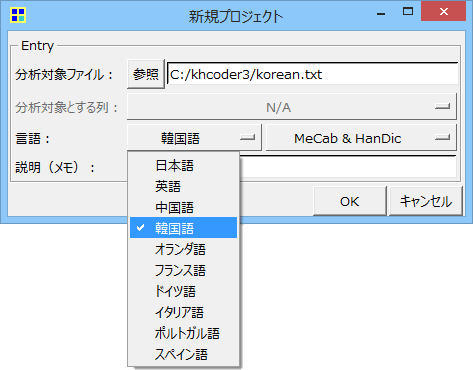 新規プロジェクト
Entry
分析対象ファイル： 参照 C:/khcoder3/korean.txt
分析対象とする列： N/A
言語： 韓国語 MeCab & HanDic
説明（メモ）：
OK キャンセル
日本語
英語
中国語
韓国語
オランダ語
フランス語
ドイツ語
イタリア語
ポルトガル語
スペイン語